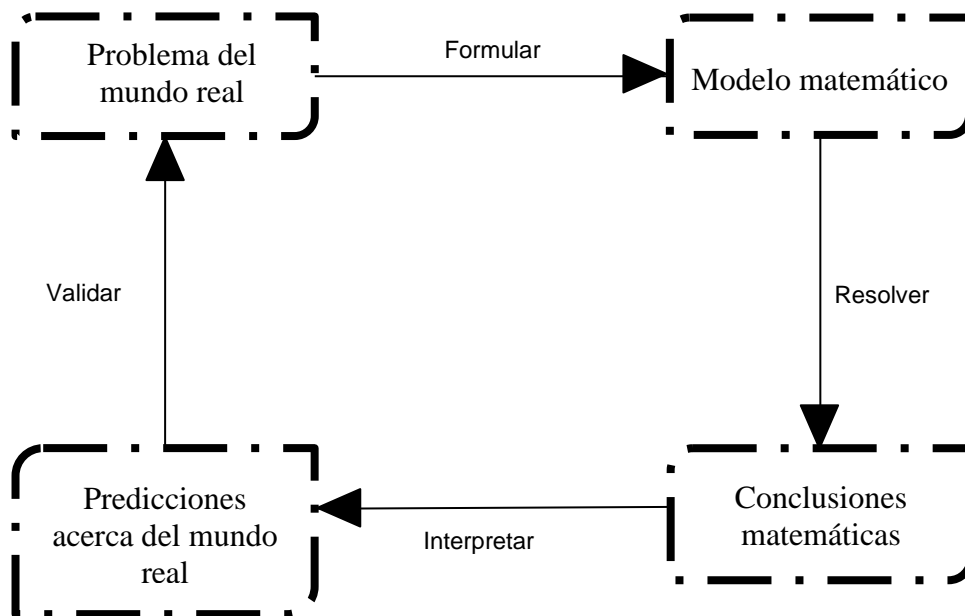 Problema del
mundo real
Formular
Modelo matemático
Validar
Resolver
Predicciones
acerca del mundo
real
Interpretar
Conclusiones
matemáticas